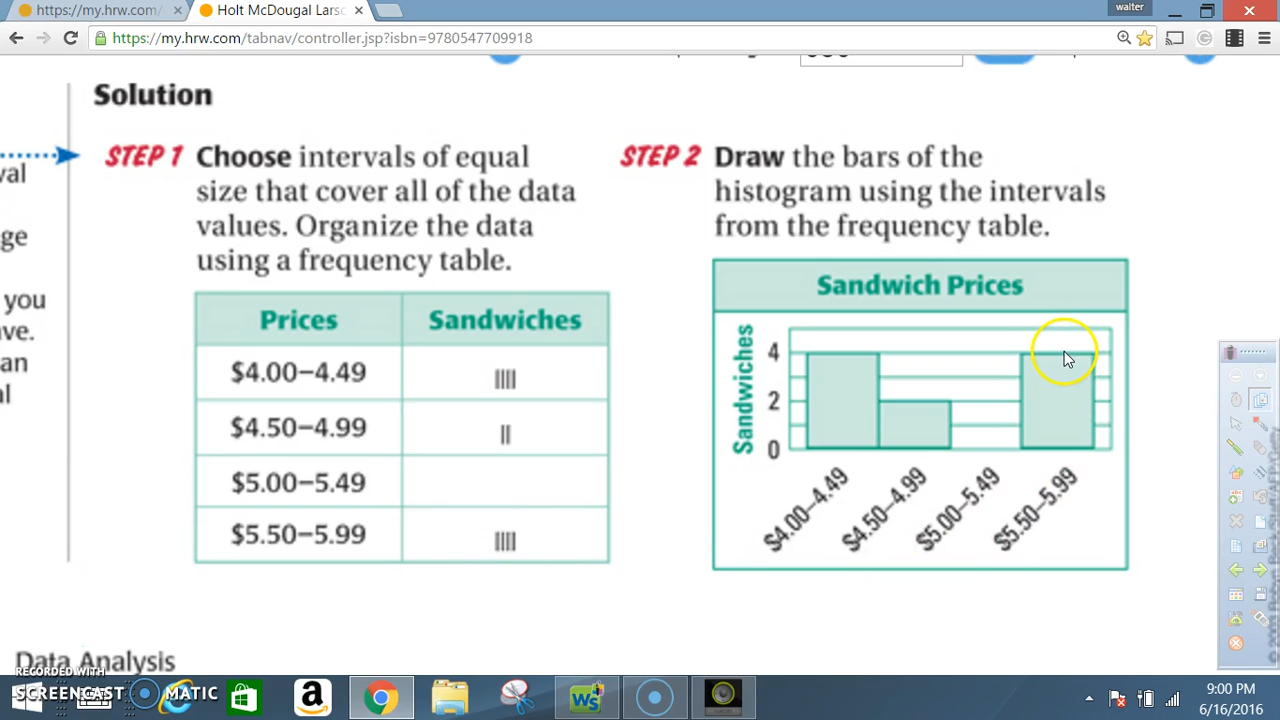 https://my.hrw.com/
Holt McDougal Lars
walter
https://my.hrw.com/tabnav/controller.jsp?isbn=9780547709918
Solution
STEP 1 Choose intervals of equal
size that cover all of the data
values. Organize the data
using a frequency table.
Prices Sandwiches
$4.00–4.49 ||||
$4.50–4.99 ||
$5.00–5.49
$5.50–5.99 ||||
STEP 2 Draw the bars of the
histogram using the intervals
from the frequency table.
Sandwich Prices
Sandwiches
4
2
0
$4.00–4.49
$4.50–4.99
$5.00–5.49
$5.50–5.99
ge
you
ve.
an
al
Data Analysis
RECORDED WITH
SCREENCAST MATIC
9:00 PM
6/16/2016